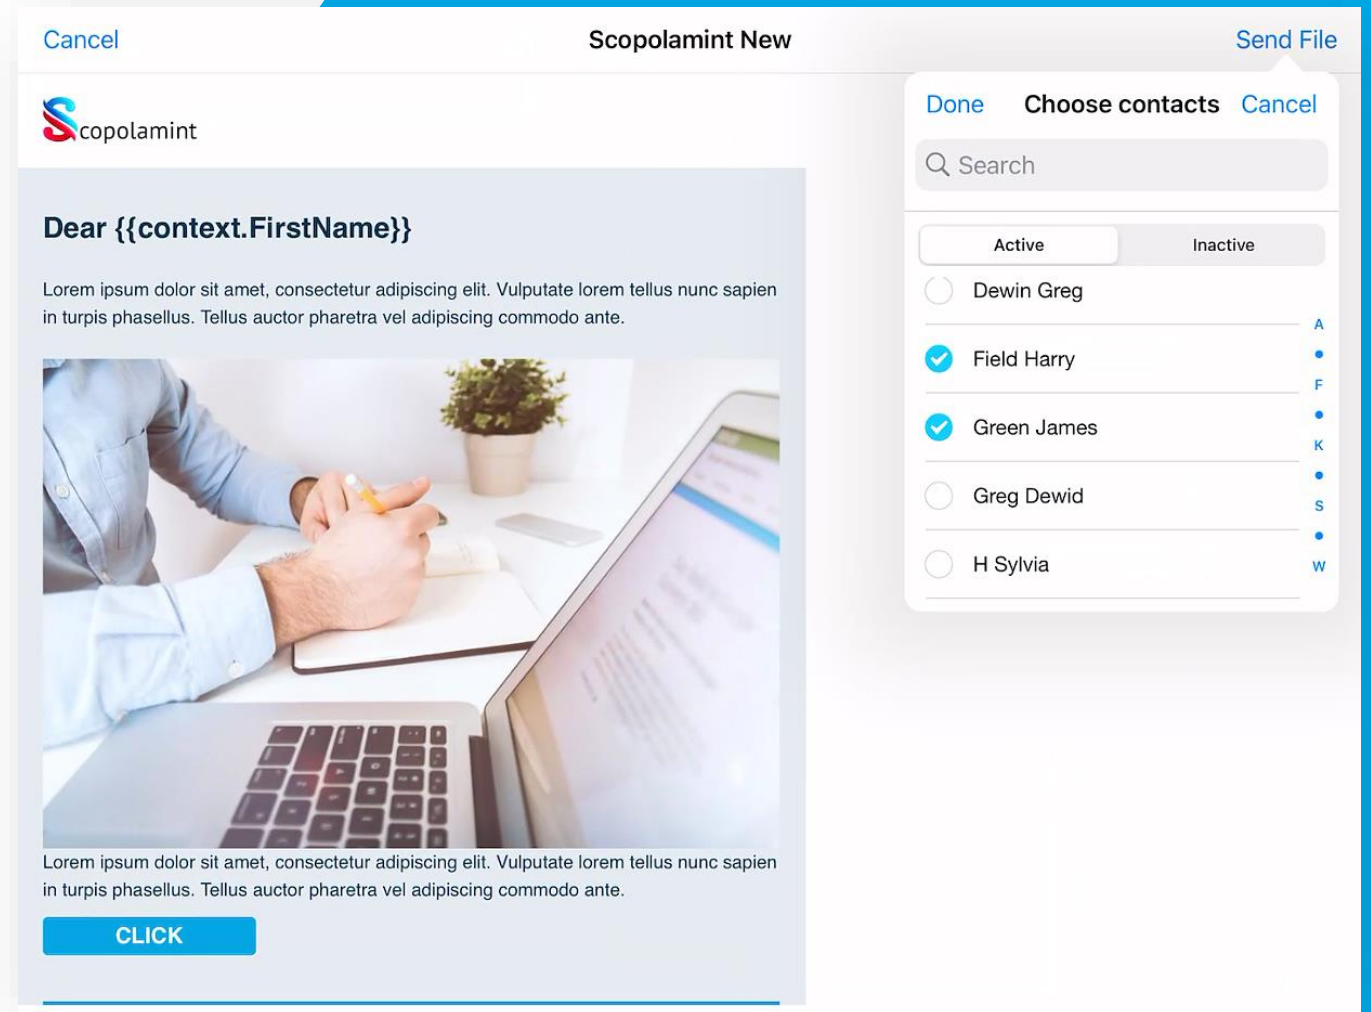 Cancel
Scopolamint New
Send File
Scopolamint
Dear {{context.FirstName}}
Lorem ipsum dolor sit amet, consectetur adipiscing elit. Vulputate lorem tellus nunc sapien
in turpis phasellus. Tellus auctor pharetra vel adipiscing commodo ante.
Lorem ipsum dolor sit amet, consectetur adipiscing elit. Vulputate lorem tellus nunc sapien
in turpis phasellus. Tellus auctor pharetra vel adipiscing commodo ante.
CLICK
Done
Choose contacts
Cancel
Search
Active
Inactive
Dewin Greg
Field Harry
Green James
Greg Dewid
H Sylvia
A
F
K
S
W